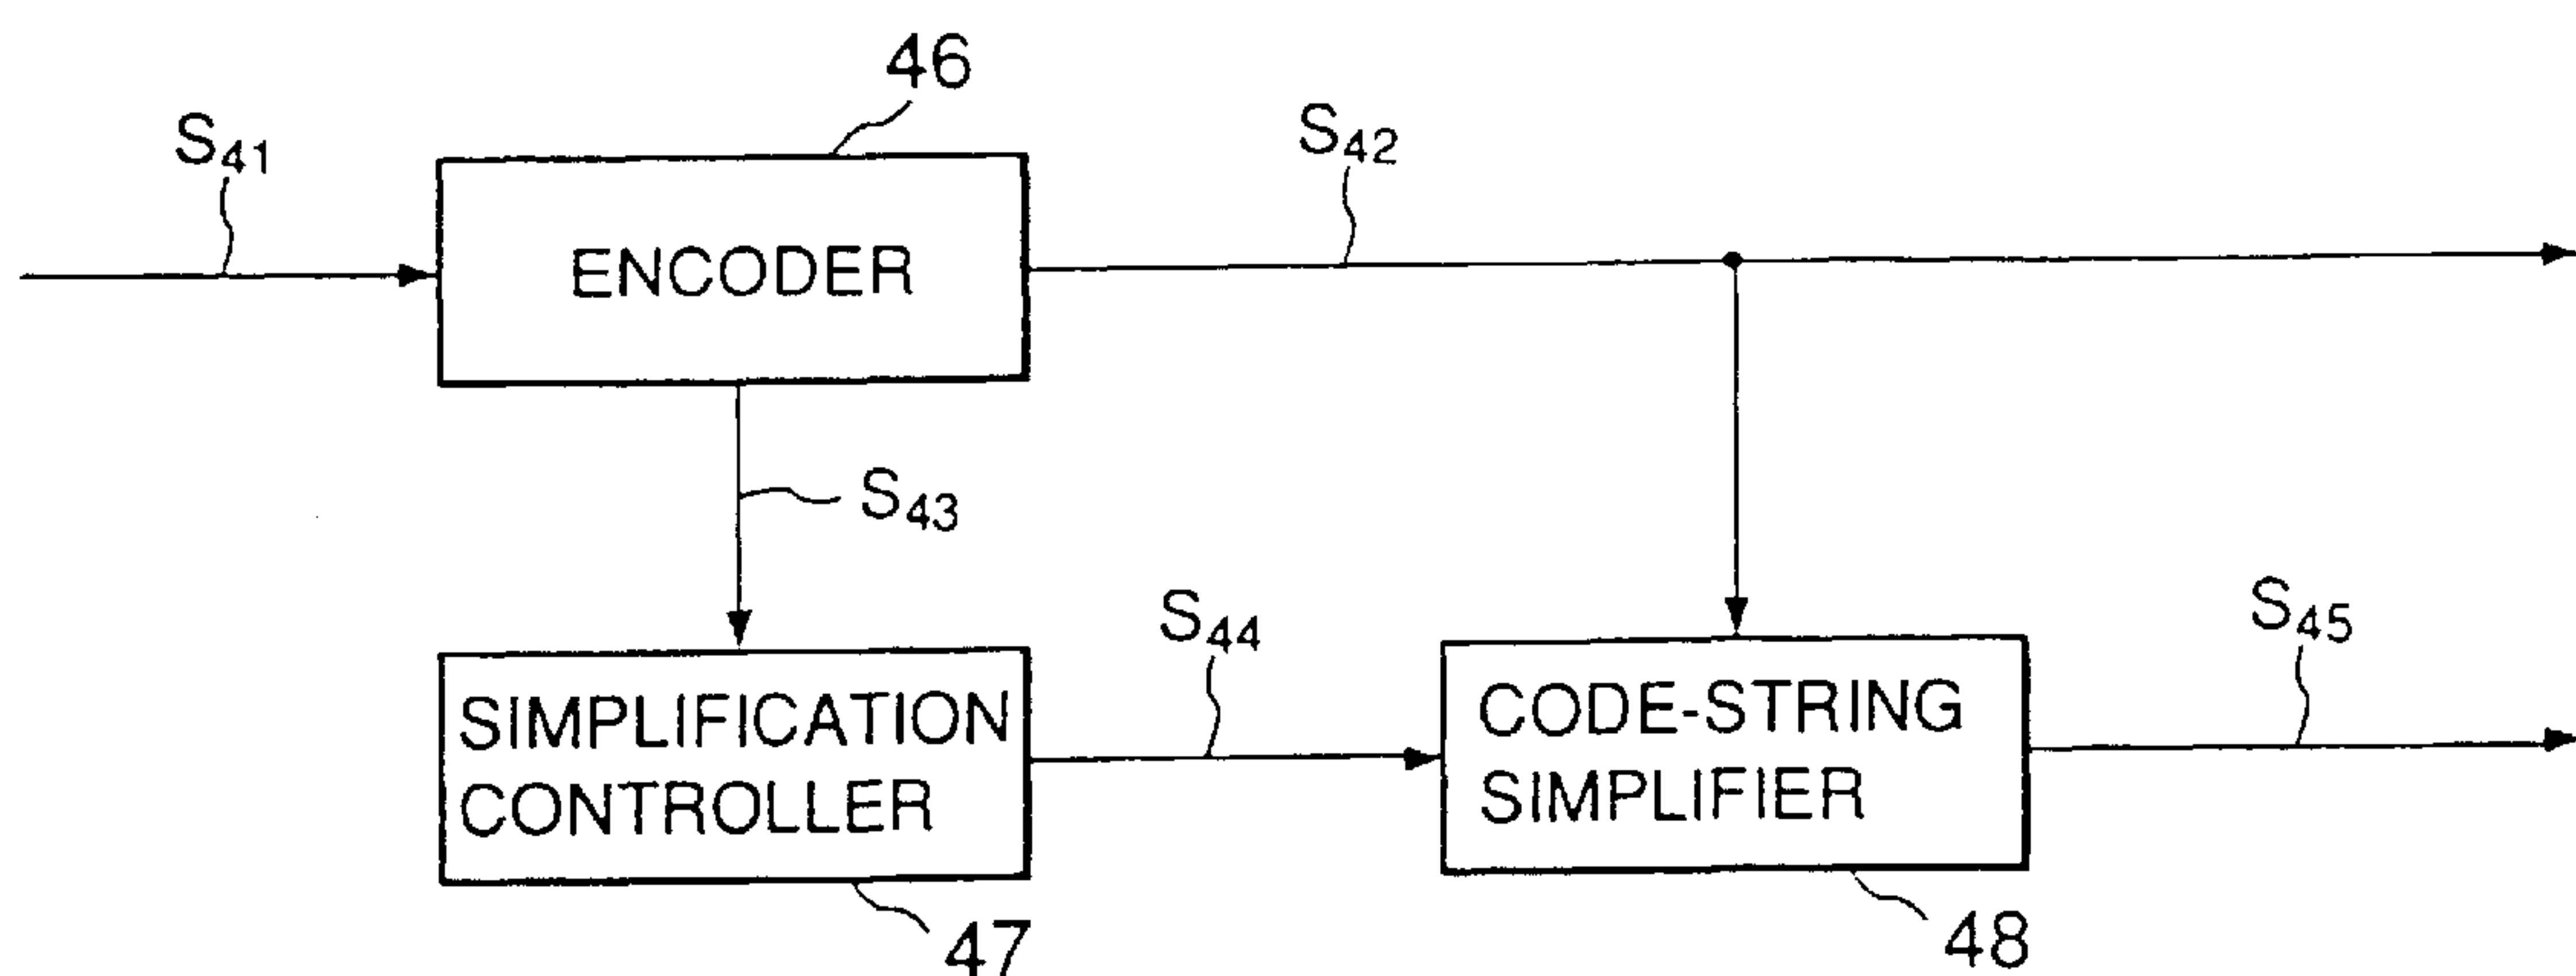 46
S41
S42
ENCODER
S43
S44
S45
SIMPLIFICATION
CONTROLLER
CODE-STRING
SIMPLIFIER
47
48